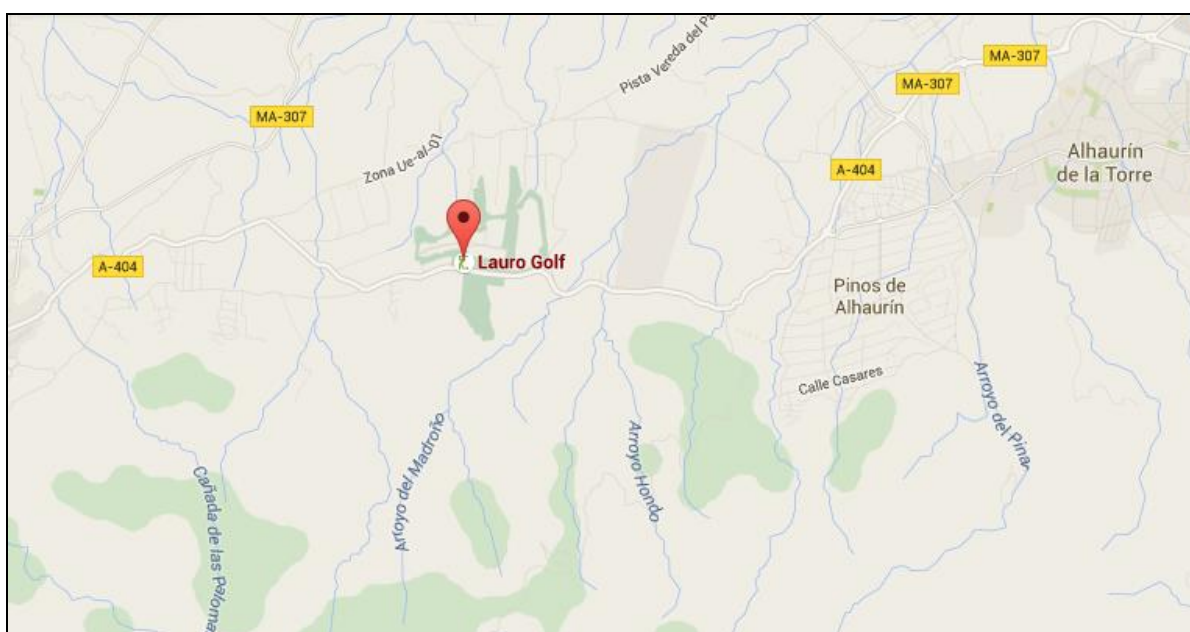 Pista Vereda del Pa
MA-307
MA-307
MA-307
Zona Ue-al-01
Alhaurín
de la Torre
A-404
A-404
Lauro Golf
Pinos de
Alhaurín
Calle Casares
Arroyo del Pinar
Arroyo del Madroño
Arroyo Hondo
Cañada de las Paloma